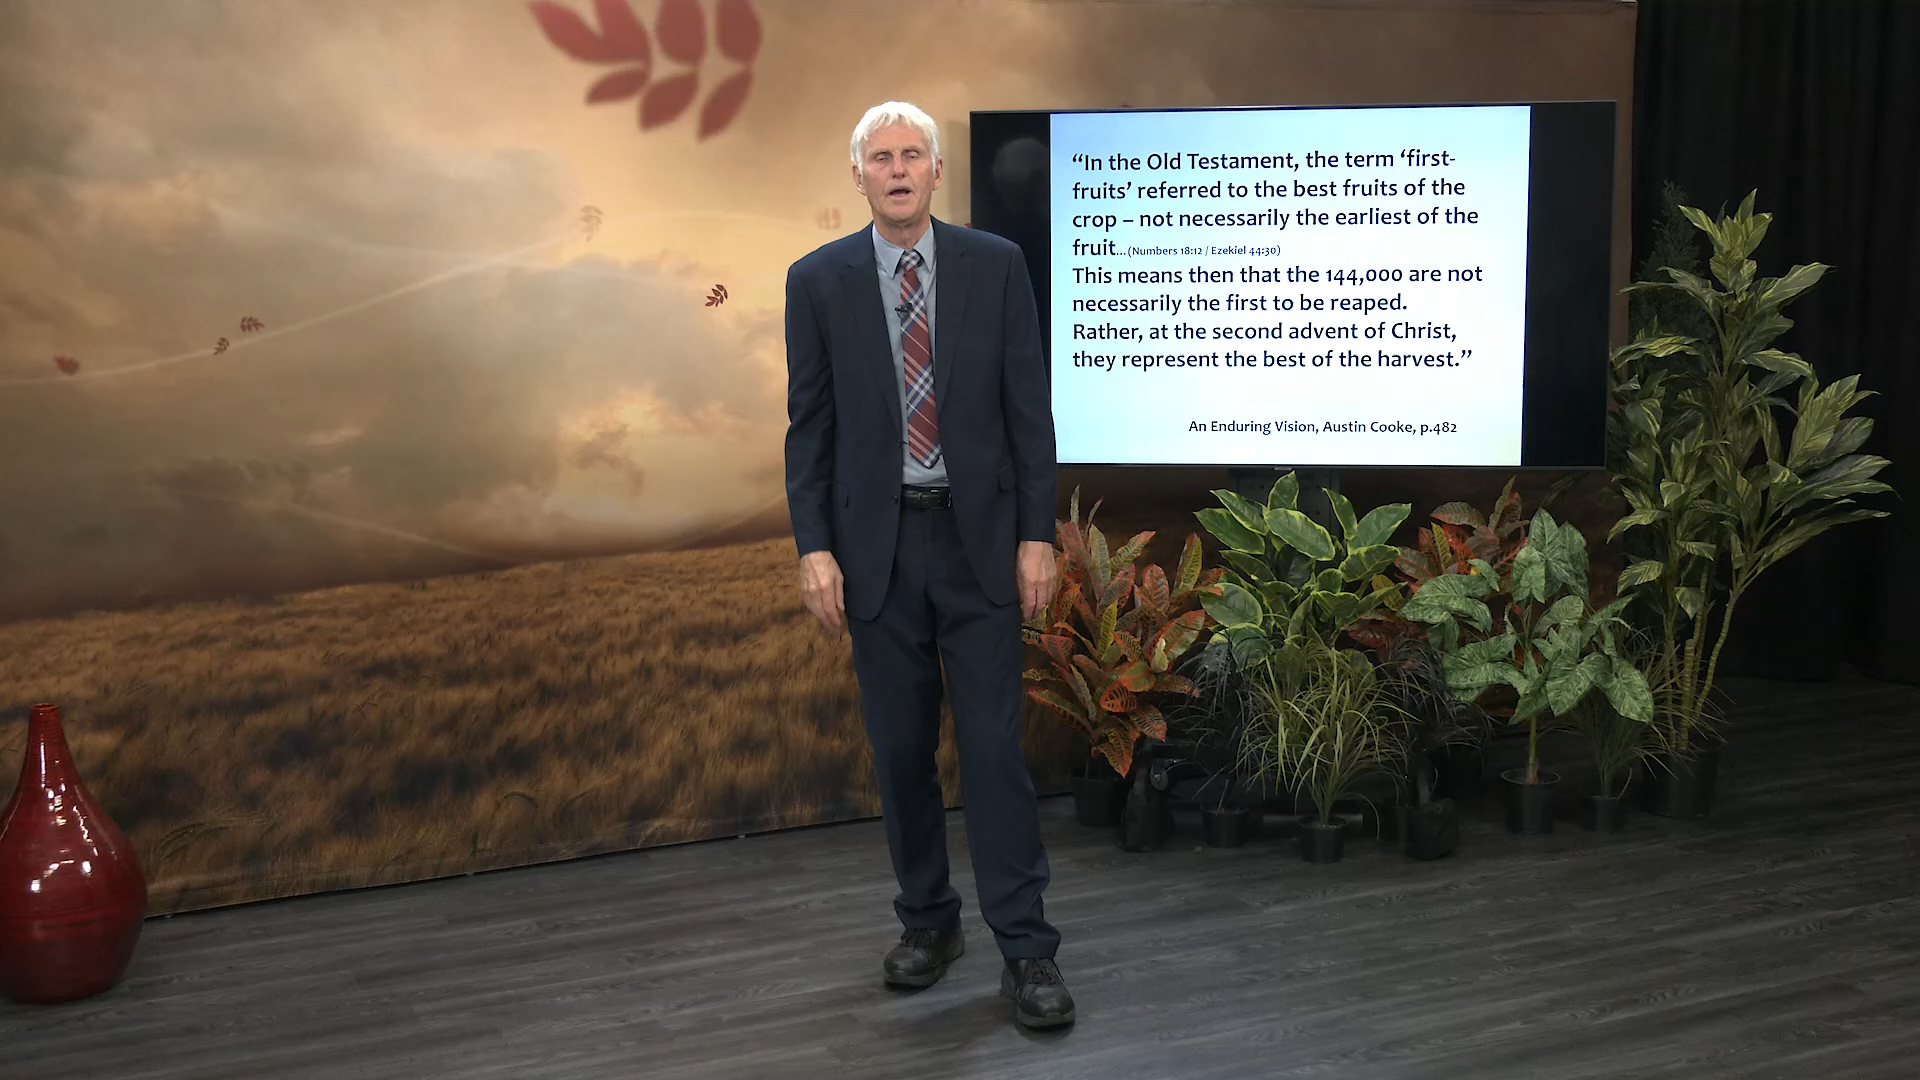 “In the Old Testament, the term ‘first-
fruits’ referred to the best fruits of the
crop – not necessarily the earliest of the
fruit... (Numbers 18:12 / Ezekiel 44:30)
This means then that the 144,000 are not
necessarily the first to be reaped.
Rather, at the second advent of Christ,
they represent the best of the harvest.”
An Enduring Vision, Austin Cooke, p.482